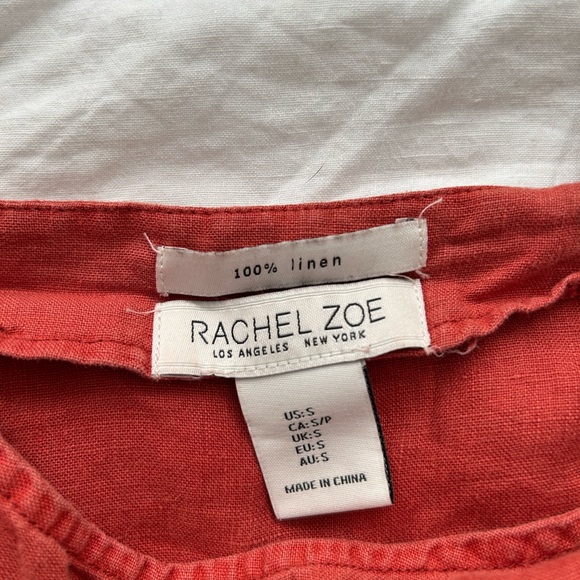 100% linen
RACHEL ZOE
LOS ANGELES NEW YORK
US:S
CA:S/P
UK:S
EU:S
AU:S
MADE IN CHINA